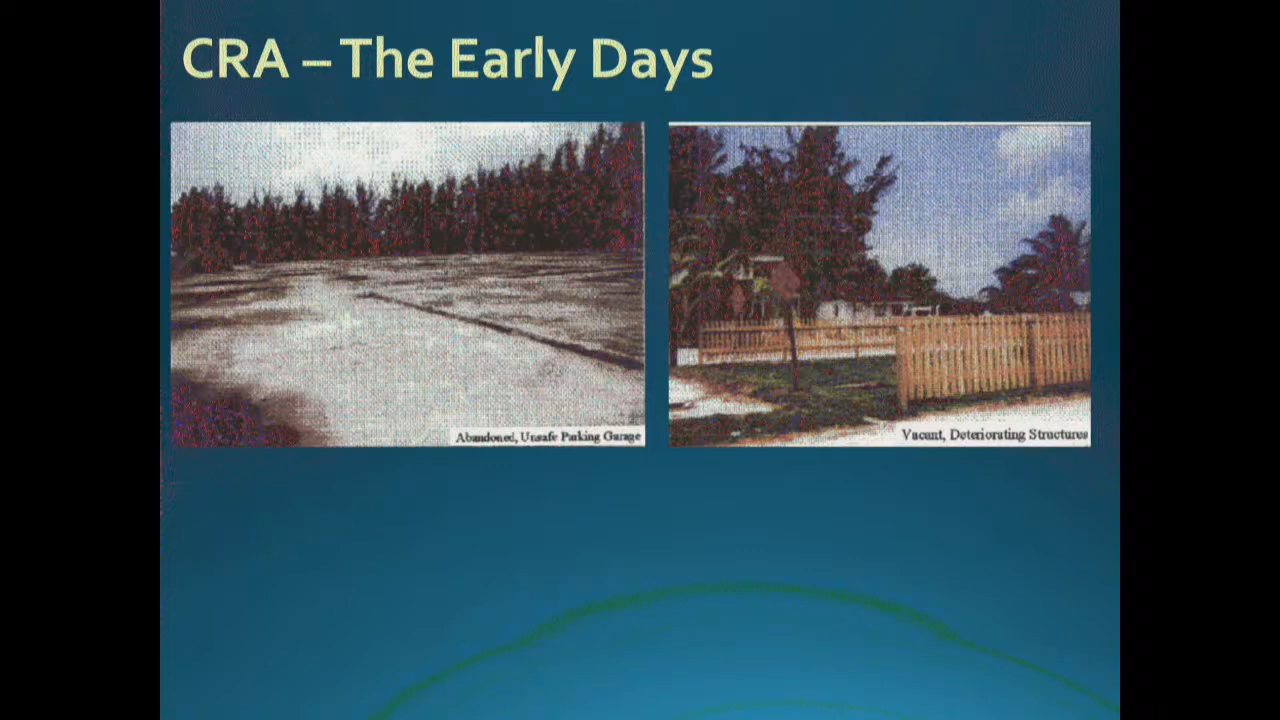 CRA – The Early Days
Abandoned, Unsafe Parking Garage
Vacant, Deteriorating Structures